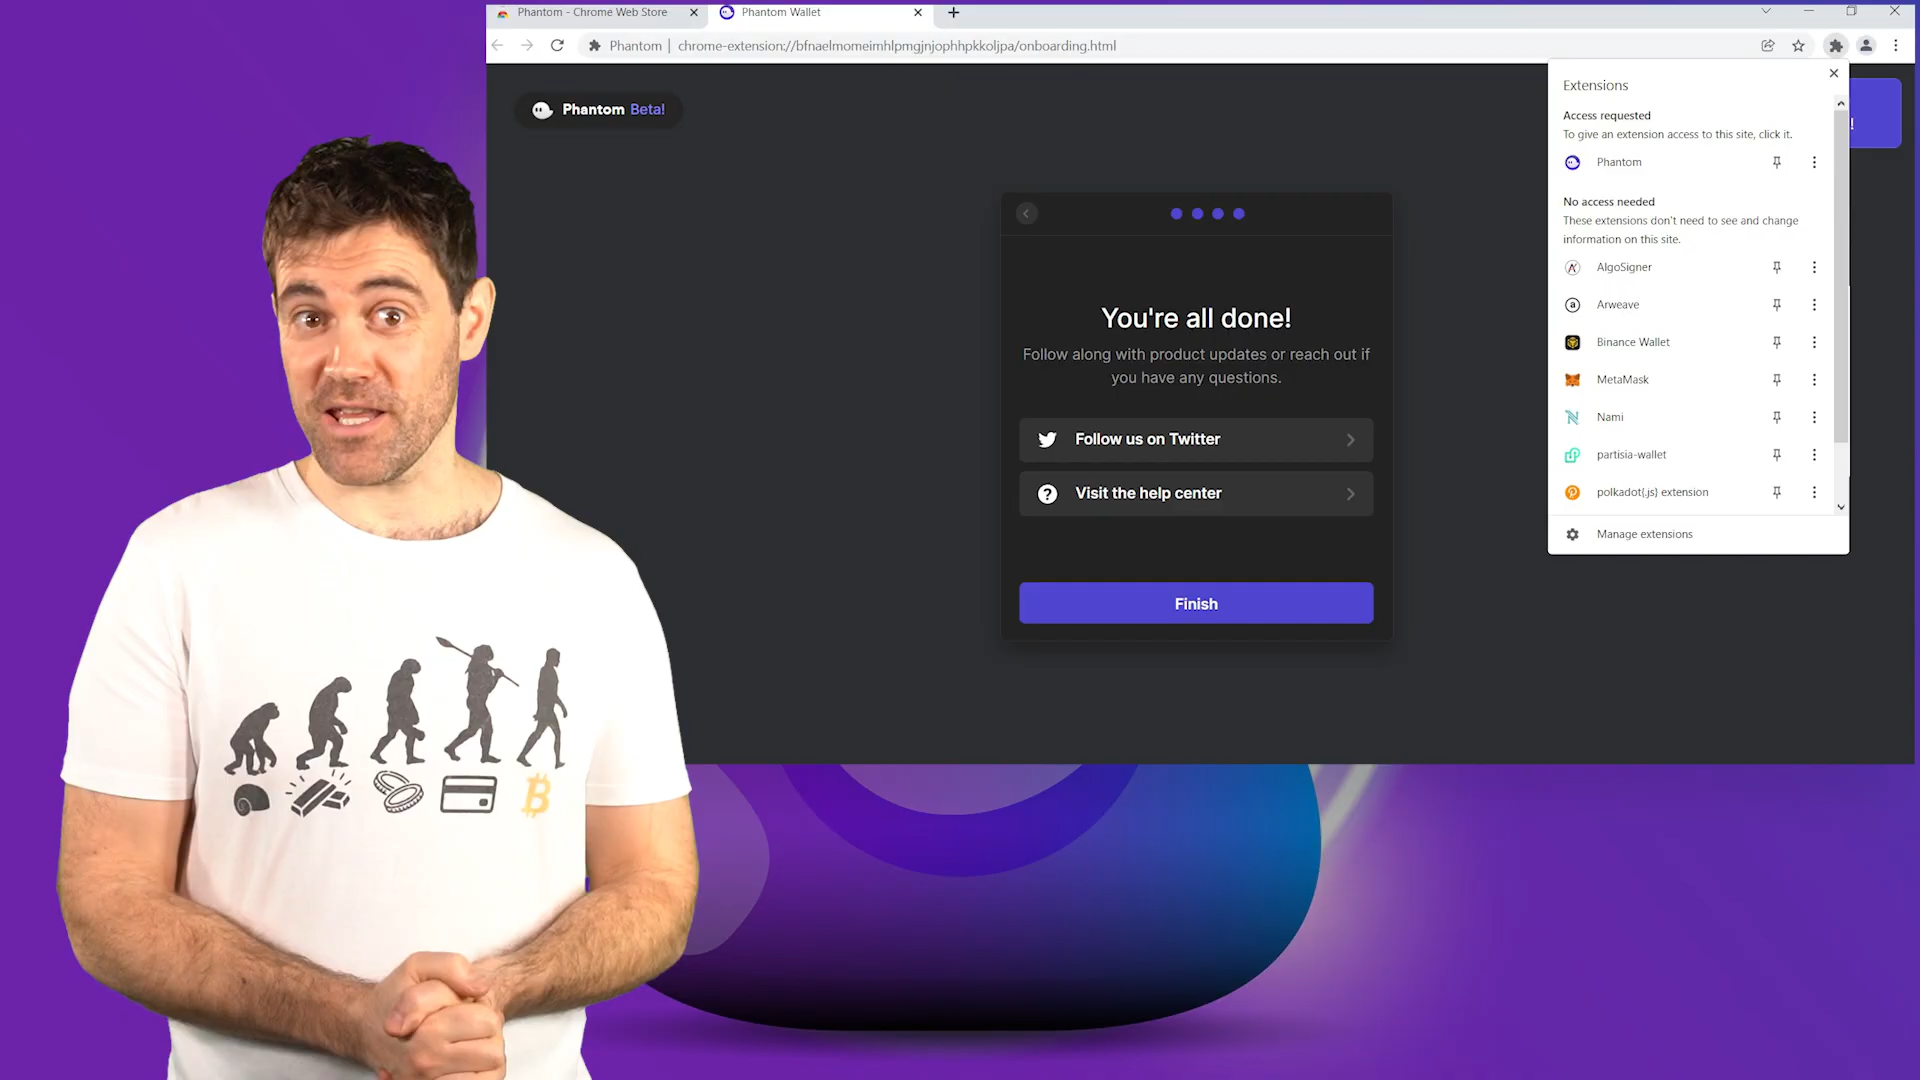 Phantom - Chrome Web Store
Phantom Wallet
Phantom | chrome-extension://bfnaelmomeimhlpmgjnjophhpkkoljpa/onboarding.html
Phantom Beta!
You're all done!
Follow along with product updates or reach out if
you have any questions.
Follow us on Twitter
Visit the help center
Finish
Extensions
Access requested
To give an extension access to this site, click it.
Phantom
No access needed
These extensions don't need to see and change
information on this site.
AlgoSigner
Arweave
Binance Wallet
MetaMask
Nami
partisia-wallet
polkadot{.js} extension
Manage extensions
!